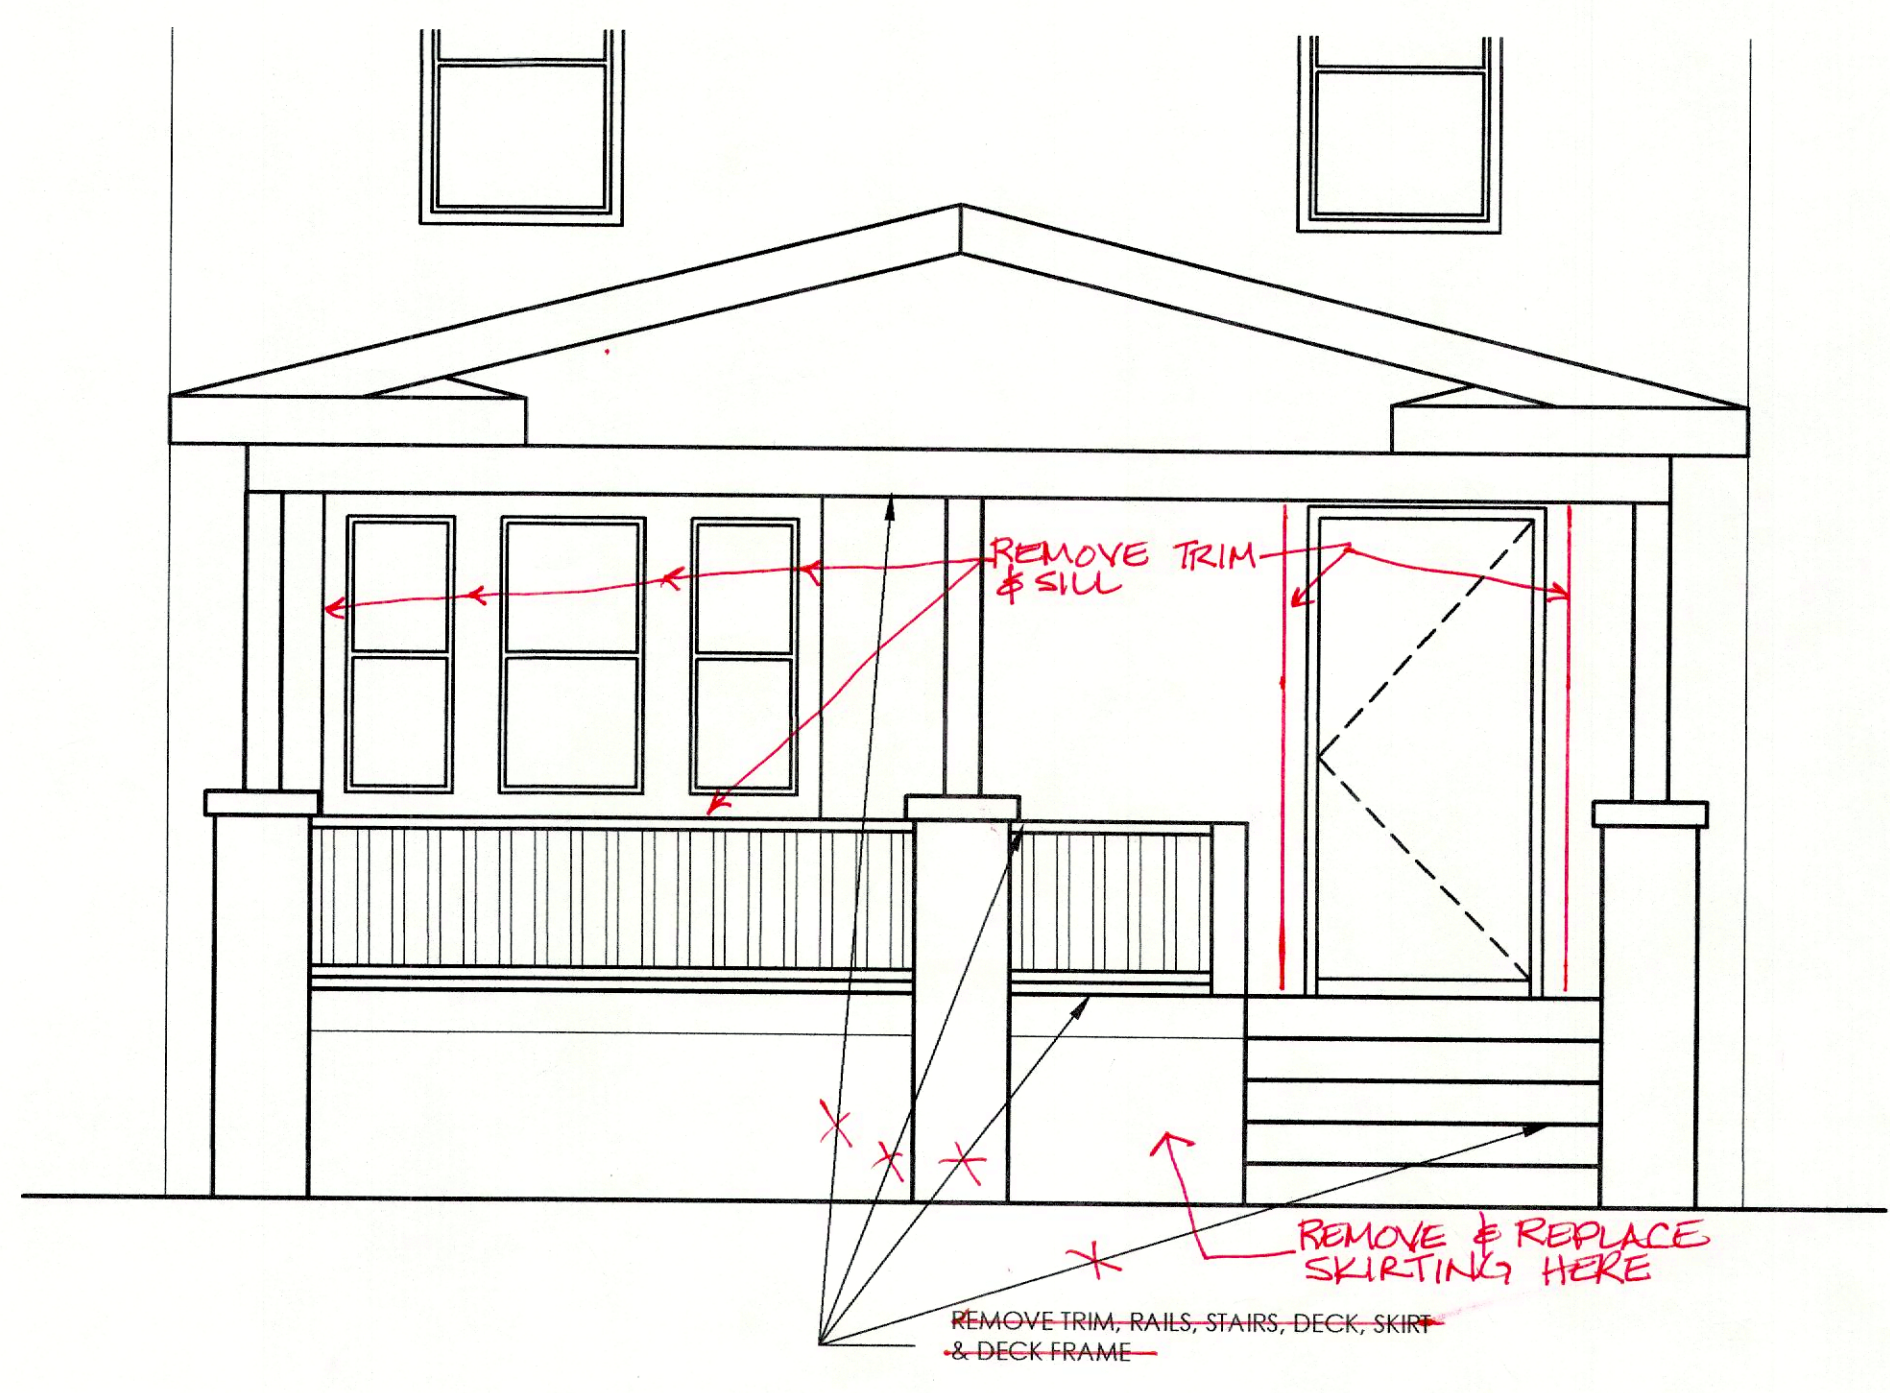 REMOVE TRIM
& SILL
REMOVE & REPLACE
SKIRTING HERE
REMOVE TRIM, RAILS, STAIRS, DECK, SKIRT
& DECK FRAME